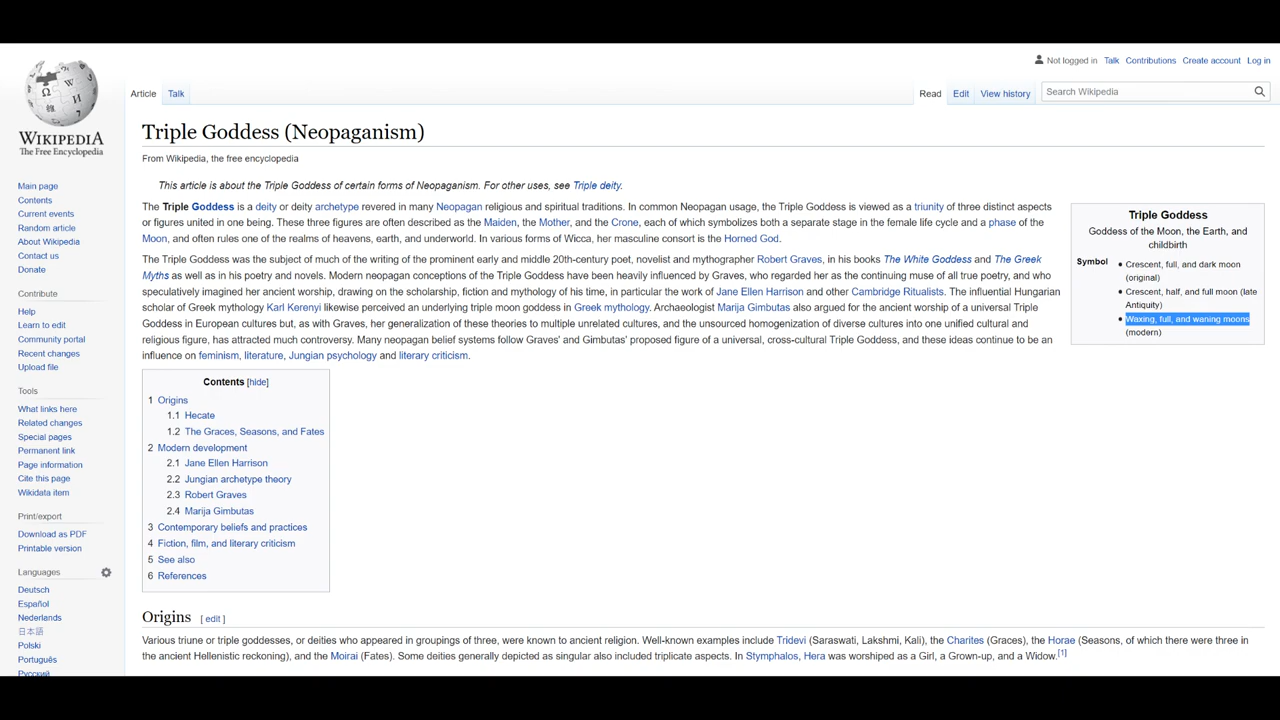 Not logged in Talk Contributions Create account Log in
Article Talk Read Edit View history Search Wikipedia
WIKIPEDIA
The Free Encyclopedia
Main page
Contents
Current events
Random article
About Wikipedia
Contact us
Donate
Contribute
Help
Learn to edit
Community portal
Recent changes
Upload file
Tools
What links here
Related changes
Special pages
Permanent link
Page information
Cite this page
Wikidata item
Print/export
Download as PDF
Printable version
Languages
Deutsch
Español
Nederlands
日本語
Polski
Português
Русский
Triple Goddess (Neopaganism)
From Wikipedia, the free encyclopedia
This article is about the Triple Goddess of certain forms of Neopaganism. For other uses, see Triple deity.
The Triple Goddess is a deity or deity archetype revered in many Neopagan religious and spiritual traditions. In common Neopagan usage, the Triple Goddess is viewed as a triunity of three distinct aspects
or figures united in one being. These three figures are often described as the Maiden, the Mother, and the Crone, each of which symbolizes both a separate stage in the female life cycle and a phase of the
Moon, and often rules one of the realms of heavens, earth, and underworld. In various forms of Wicca, her masculine consort is the Horned God.
The Triple Goddess was the subject of much of the writing of the prominent early and middle 20th-century poet, novelist and mythographer Robert Graves, in his books The White Goddess and The Greek
Myths as well as in his poetry and novels. Modern neopagan conceptions of the Triple Goddess have been heavily influenced by Graves, who regarded her as the continuing muse of all true poetry, and who
speculatively imagined her ancient worship, drawing on the scholarship, fiction and mythology of his time, in particular the work of Jane Ellen Harrison and other Cambridge Ritualists. The influential Hungarian
scholar of Greek mythology Karl Kerenyi likewise perceived an underlying triple moon goddess in Greek mythology. Archaeologist Marija Gimbutas also argued for the ancient worship of a universal Triple
Goddess in European cultures but, as with Graves, her generalization of these theories to multiple unrelated cultures, and the unsourced homogenization of diverse cultures into one unified cultural and
religious figure, has attracted much controversy. Many neopagan belief systems follow Graves' and Gimbutas' proposed figure of a universal, cross-cultural Triple Goddess, and these ideas continue to be an
influence on feminism, literature, Jungian psychology and literary criticism.
Triple Goddess
Goddess of the Moon, the Earth, and
childbirth
Symbol • Crescent, full, and dark moon
(original)
• Crescent, half, and full moon (late
Antiquity)
• Waxing, full, and waning moons
(modern)
Contents [hide]
1 Origins
1.1 Hecate
1.2 The Graces, Seasons, and Fates
2 Modern development
2.1 Jane Ellen Harrison
2.2 Jungian archetype theory
2.3 Robert Graves
2.4 Marija Gimbutas
3 Contemporary beliefs and practices
4 Fiction, film, and literary criticism
5 See also
6 References
Origins [ edit ]
Various triune or triple goddesses, or deities who appeared in groupings of three, were known to ancient religion. Well-known examples include Tridevi (Saraswati, Lakshmi, Kali), the Charites (Graces), the Horae (Seasons, of which there were three in
the ancient Hellenistic reckoning), and the Moirai (Fates). Some deities generally depicted as singular also included triplicate aspects. In Stymphalos, Hera was worshiped as a Girl, a Grown-up, and a Widow.[1]